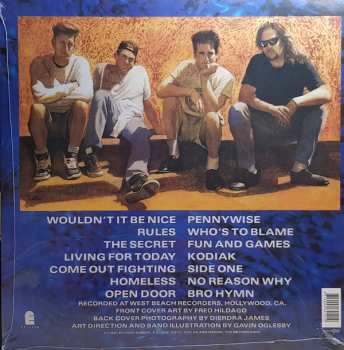 WOULDN'T IT BE NICE PENNYWISE
RULES WHO'S TO BLAME
THE SECRET FUN AND GAMES
LIVING FOR TODAY KODIAK
COME OUT FIGHTING SIDE ONE
HOMELESS NO REASON WHY
OPEN DOOR BRO HYMN
RECORDED AT WEST BEACH RECORDERS, HOLLYWOOD, CA.
FRONT COVER ART BY FRED HILDAGO
BACK COVER PHOTOGRAPHY BY DIERDRA JAMES
ART DIRECTION AND BAND ILLUSTRATION BY GAVIN OGLESBY